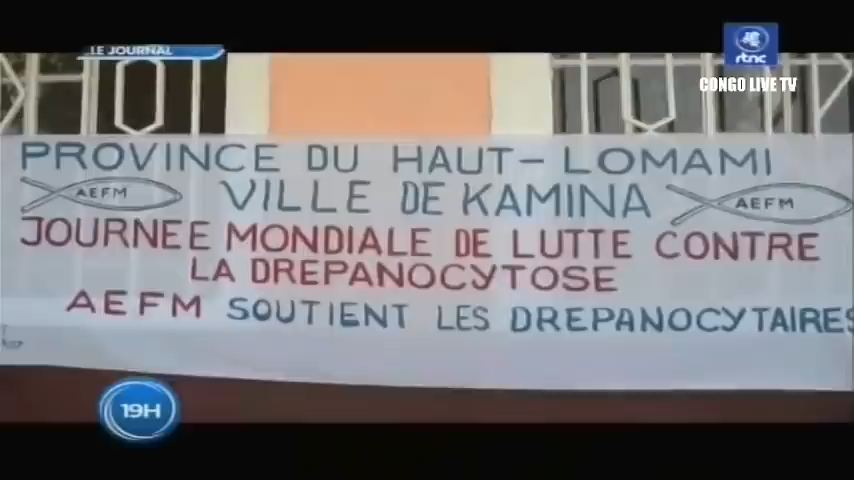 LE JOURNAL
rtnc
CONGO LIVE TV
PROVINCE DU HAUT-LOMAMI
AEFM VILLE DE KAMINA AEFM
JOURNEE MONDIALE DE LUTTE CONTRE
LA DREPANOCYTOSE
AEFM SOUTIENT LES DREPANOCYTAIRES
19H